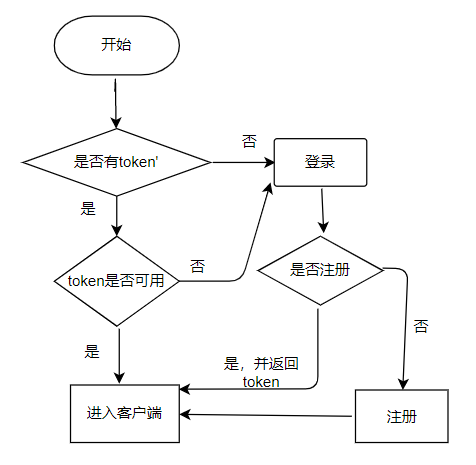 开始
是否有token'
否
登录
是
token是否可用
否
是否注册
否
是
是，并返回
token
进入客户端
注册